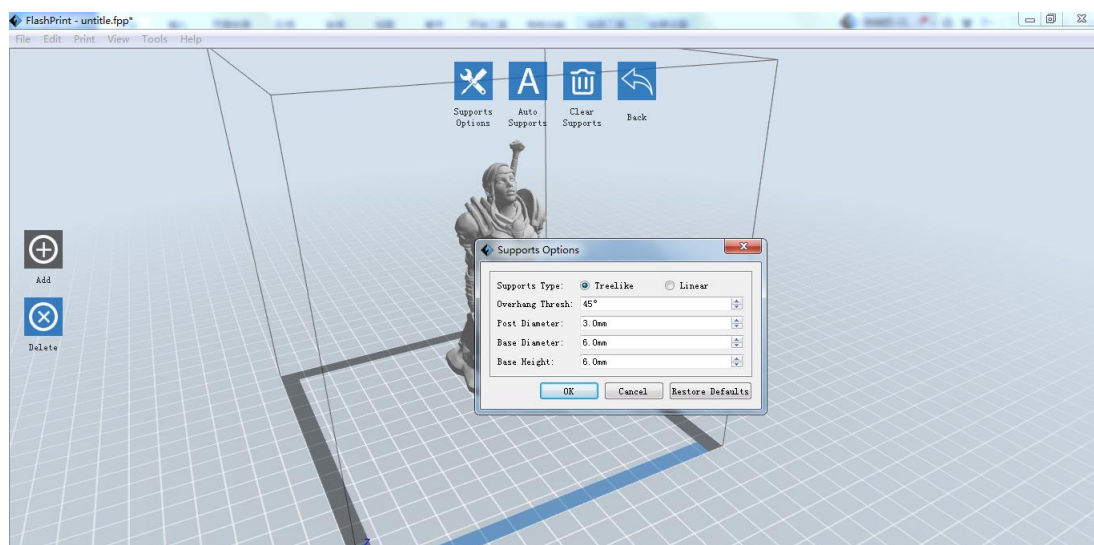 FlashPrint - untitle.fpp*
File Edit Print View Tools Help
Supports Options
Auto Supports
Clear Supports
Back
Add
Delete
Supports Options
Supports Type: Treelike Linear
Overhang Thresh: 45°
Post Diameter: 3.0mm
Base Diameter: 6.0mm
Base Height: 6.0mm
OK Cancel Restore Defaults
z